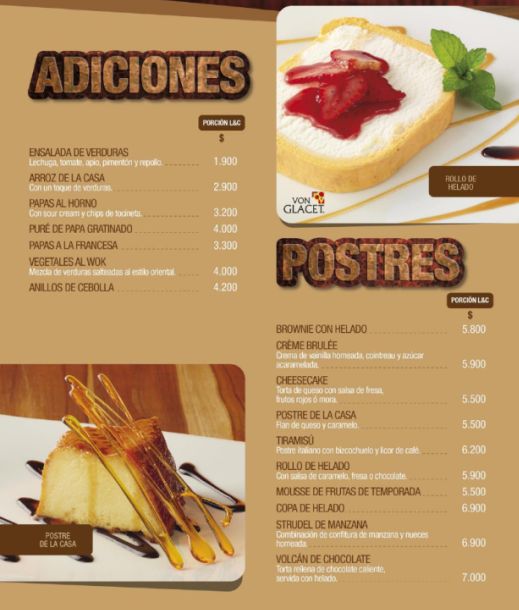 ADICIONES
PORCIÓN L&C
$
ENSALADA DE VERDURAS
Lechuga, tomate, apio, pimentón y repollo. 1.900
ARROZ DE LA CASA
Con un toque de verduras. 2.900
PAPAS AL HORNO
Con sour cream y chips de tocineta. 3.200
PURÉ DE PAPA GRATINADO 4.000
PAPAS A LA FRANCESA 3.300
VEGETALES AL WOK
Mezcla de verduras salteadas al estilo oriental. 4.000
ANILLOS DE CEBOLLA 4.200
POSTRE
DE LA CASA
VON
GLACET.
ROLLO DE
HELADO
POSTRES
PORCIÓN L&C
$
BROWNIE CON HELADO 5.800
CRÈME BRULÉE
Crema de vainilla horneada, cointreau y azúcar
acaramelada. 5.900
CHEESECAKE
Torta de queso con salsa de fresa,
frutos rojos ó mora. 5.500
POSTRE DE LA CASA
Flan de queso y caramelo. 5.500
TIRAMISÚ
Postre italiano con bizcochuelo y licor de café. 6.200
ROLLO DE HELADO
Con salsa de caramelo, fresa o chocolate. 5.900
MOUSSE DE FRUTAS DE TEMPORADA 5.500
COPA DE HELADO 6.900
STRUDEL DE MANZANA
Combinación de confitura de manzana y nueces
horneada. 6.900
VOLCÁN DE CHOCOLATE
Torta rellena de chocolate caliente,
servida con helado. 7.000